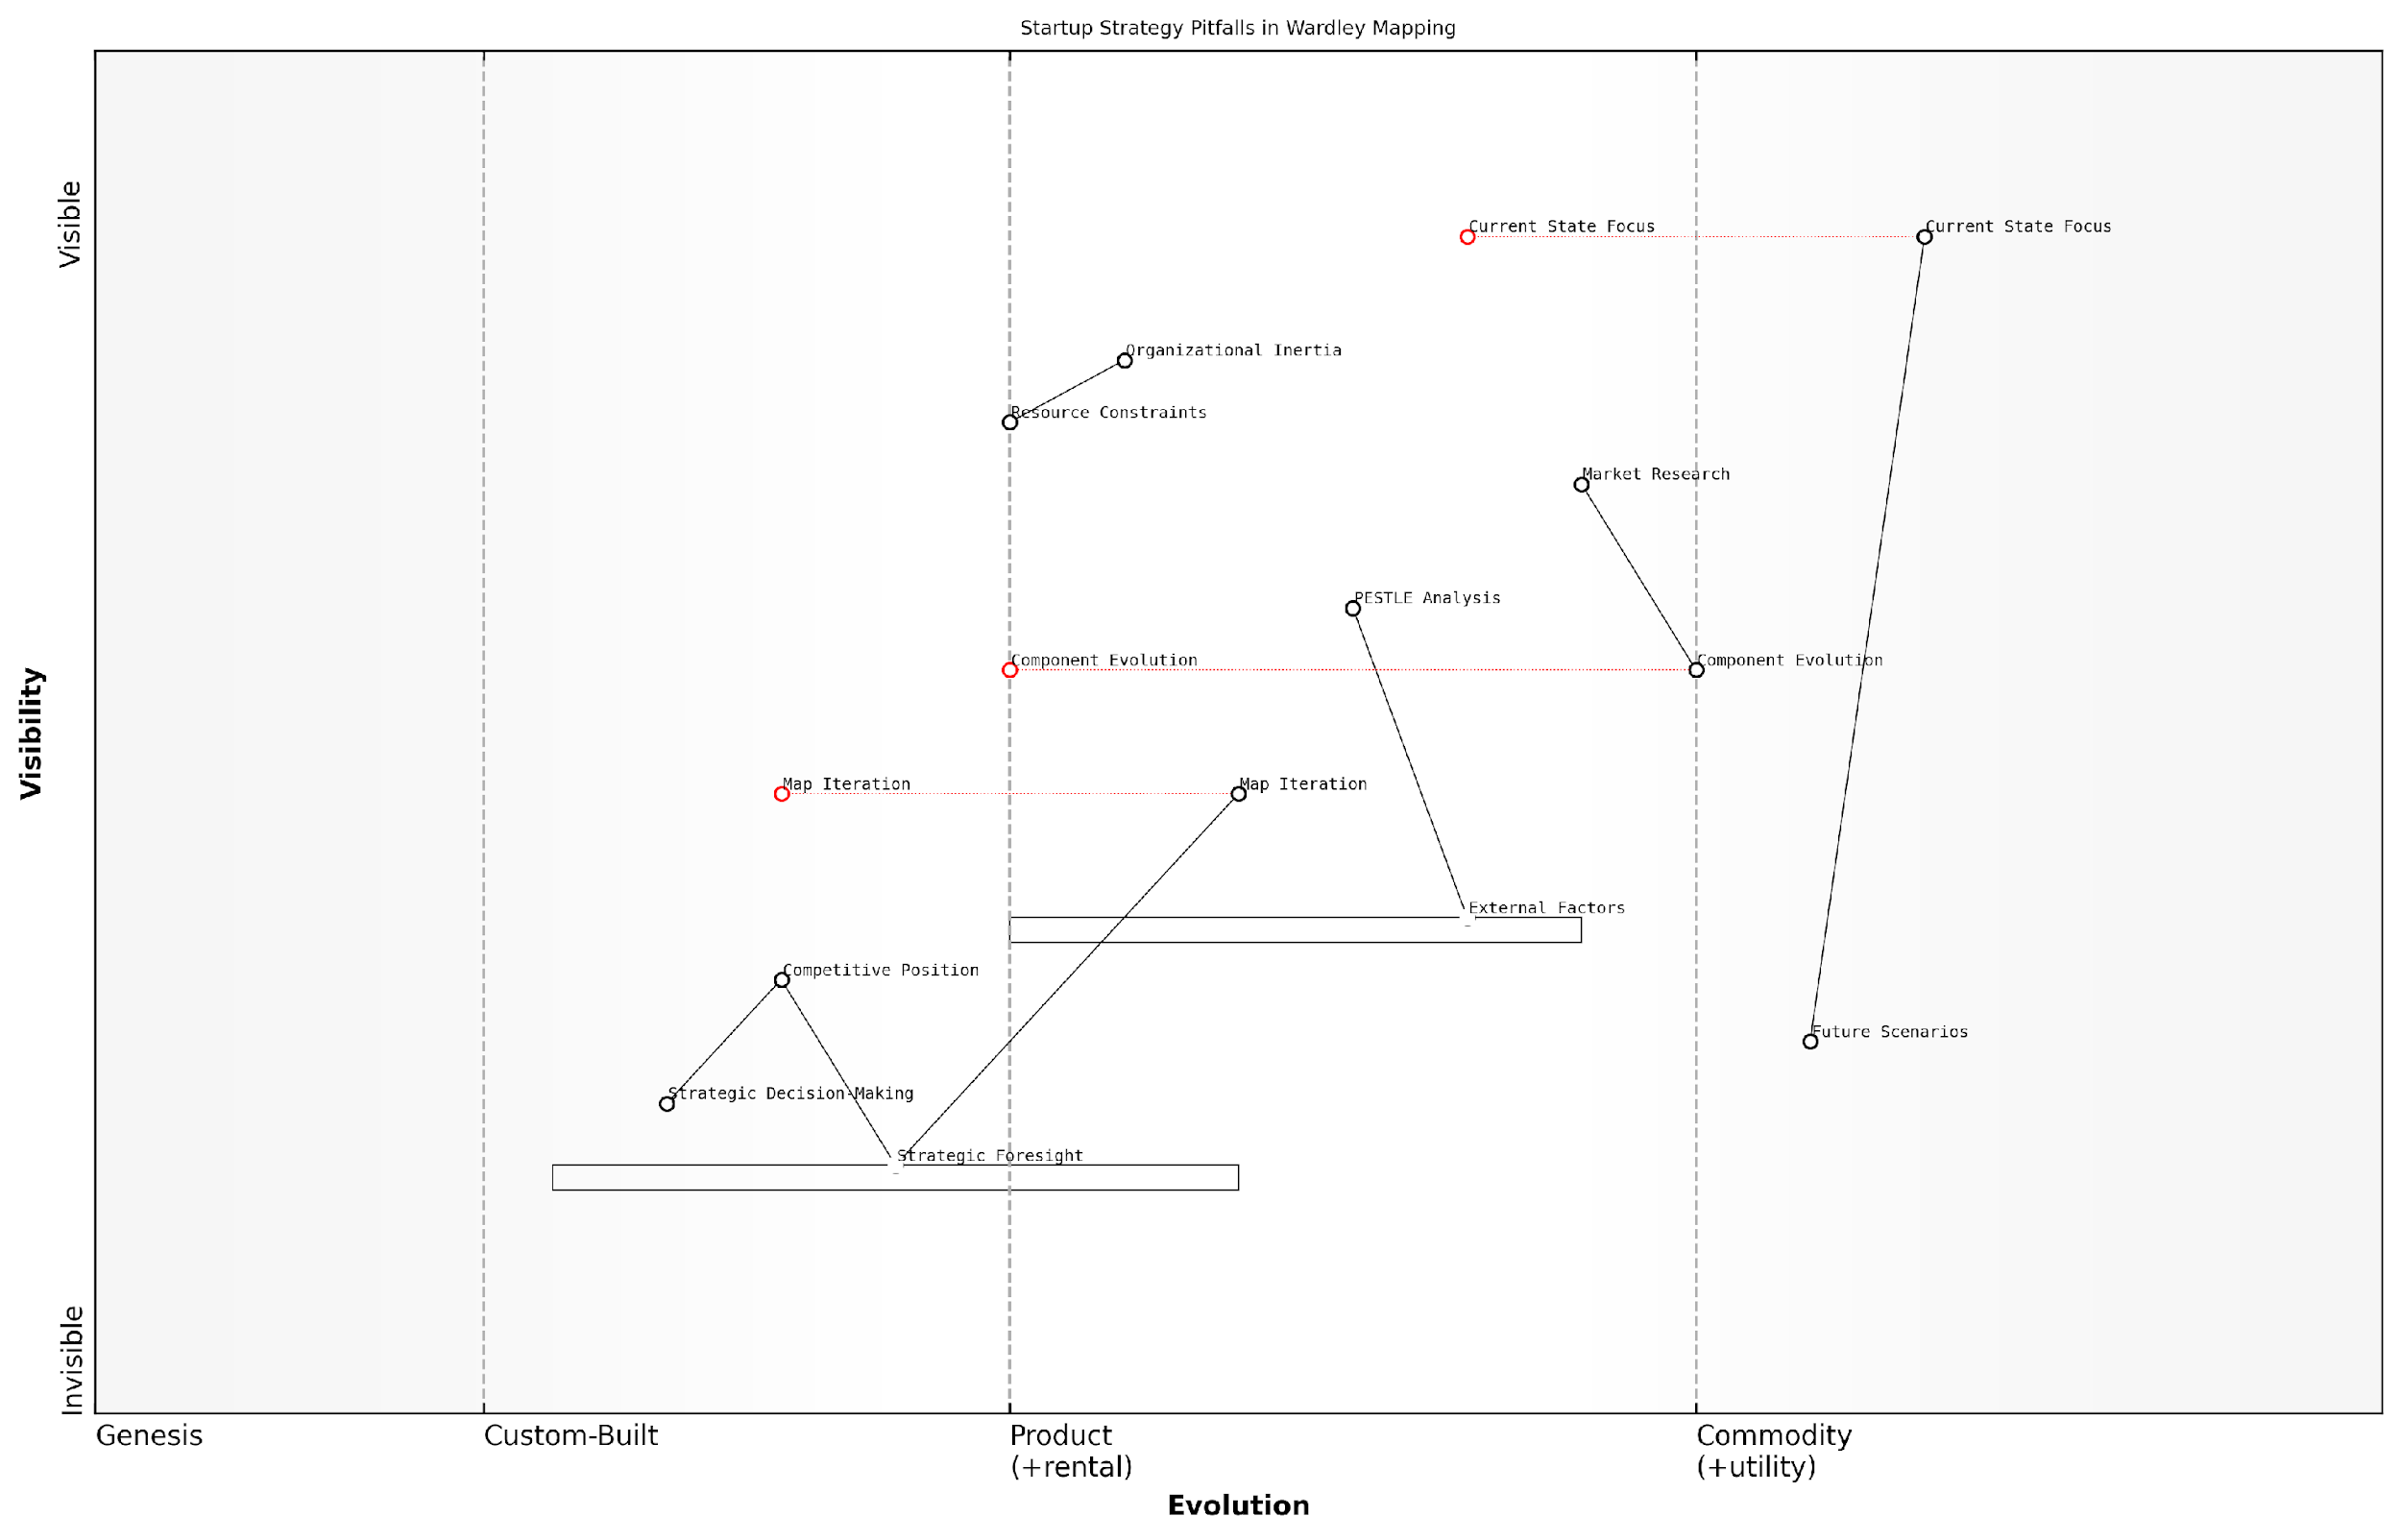 Startup Strategy Pitfalls in Wardley Mapping
Visible
Current State Focus
Current State Focus
Organizational Inertia
Resource Constraints
Market Research
PESTLE Analysis
Component Evolution
Component Evolution
Visibility
Map Iteration
Map Iteration
External Factors
Competitive Position
Future Scenarios
Strategic Decision-Making
Strategic Foresight
Invisible
Genesis
Custom-Built
Product
(+rental)
Commodity
(+utility)
Evolution